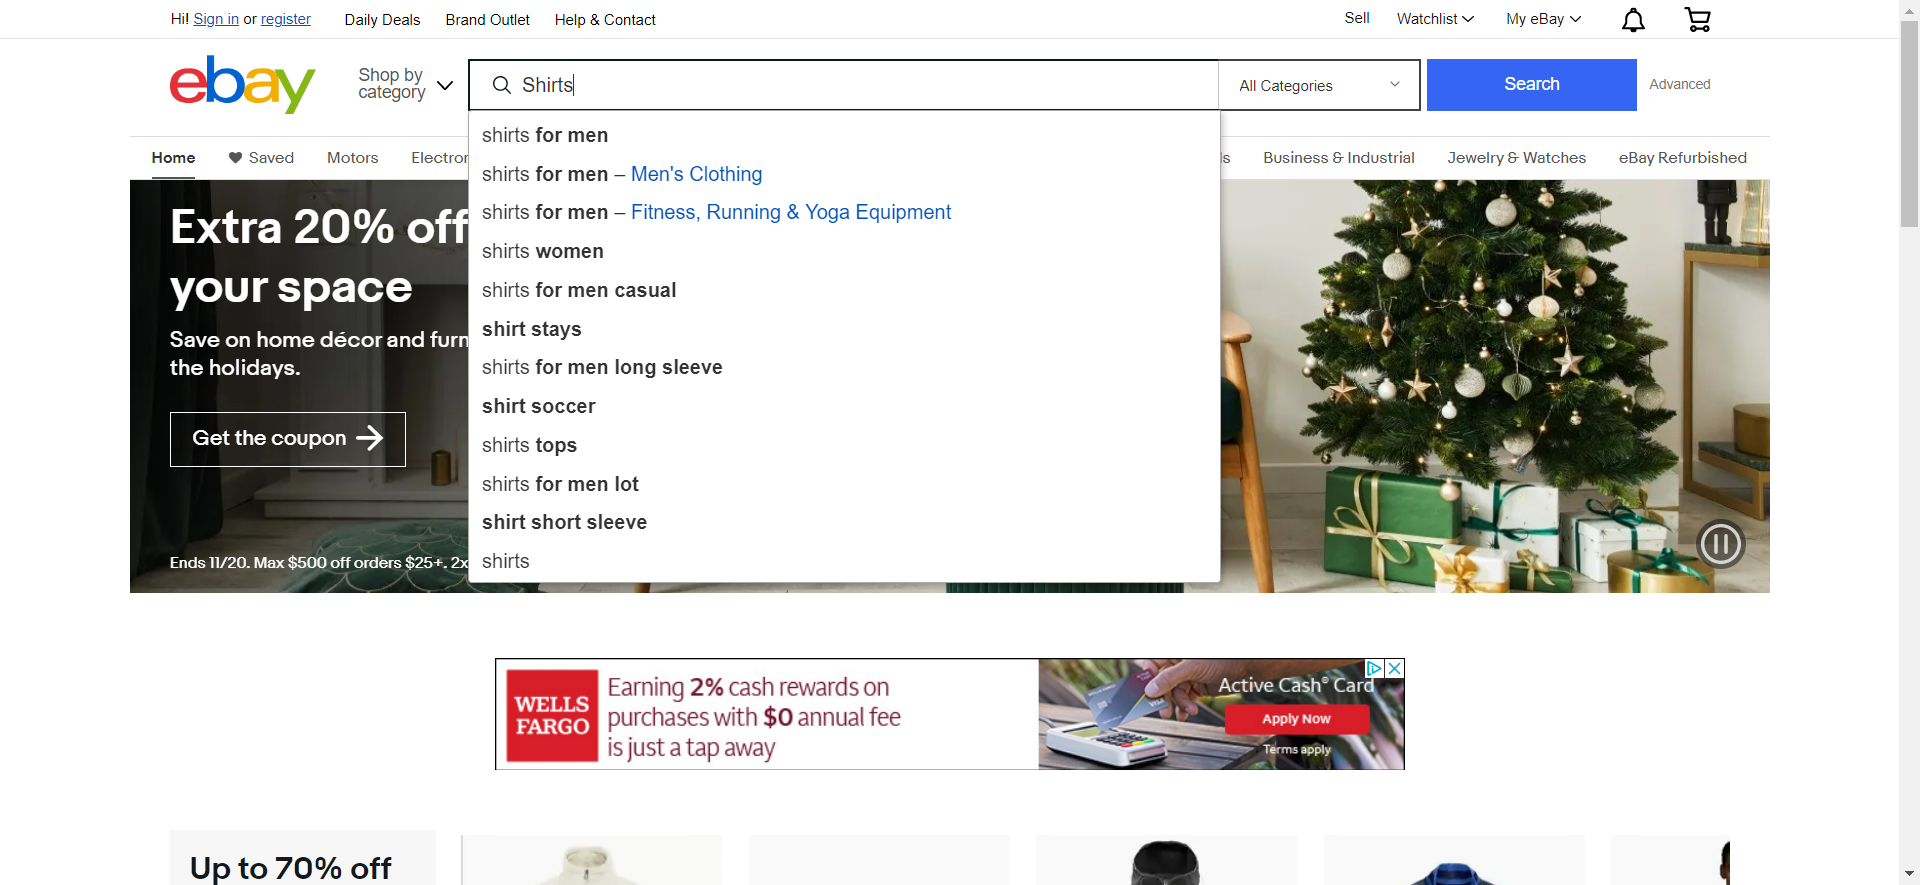 Hi! Sign in or register Daily Deals Brand Outlet Help & Contact Sell Watchlist My eBay
ebay
Shop by
category
Shirts
All Categories
Search
Advanced
Home Saved Motors Electror ls Business & Industrial Jewelry & Watches eBay Refurbished
shirts for men
shirts for men – Men's Clothing
shirts for men – Fitness, Running & Yoga Equipment
shirts women
shirts for men casual
shirt stays
shirts for men long sleeve
shirt soccer
shirts tops
shirts for men lot
shirt short sleeve
shirts
Extra 20% off
your space
Save on home décor and furn
the holidays.
Get the coupon
Ends 11/20. Max $500 off orders $25+. 2x
WELLS
FARGO
Earning 2% cash rewards on
purchases with $0 annual fee
is just a tap away
Active Cash® Card
Apply Now
Terms apply
Up to 70% off